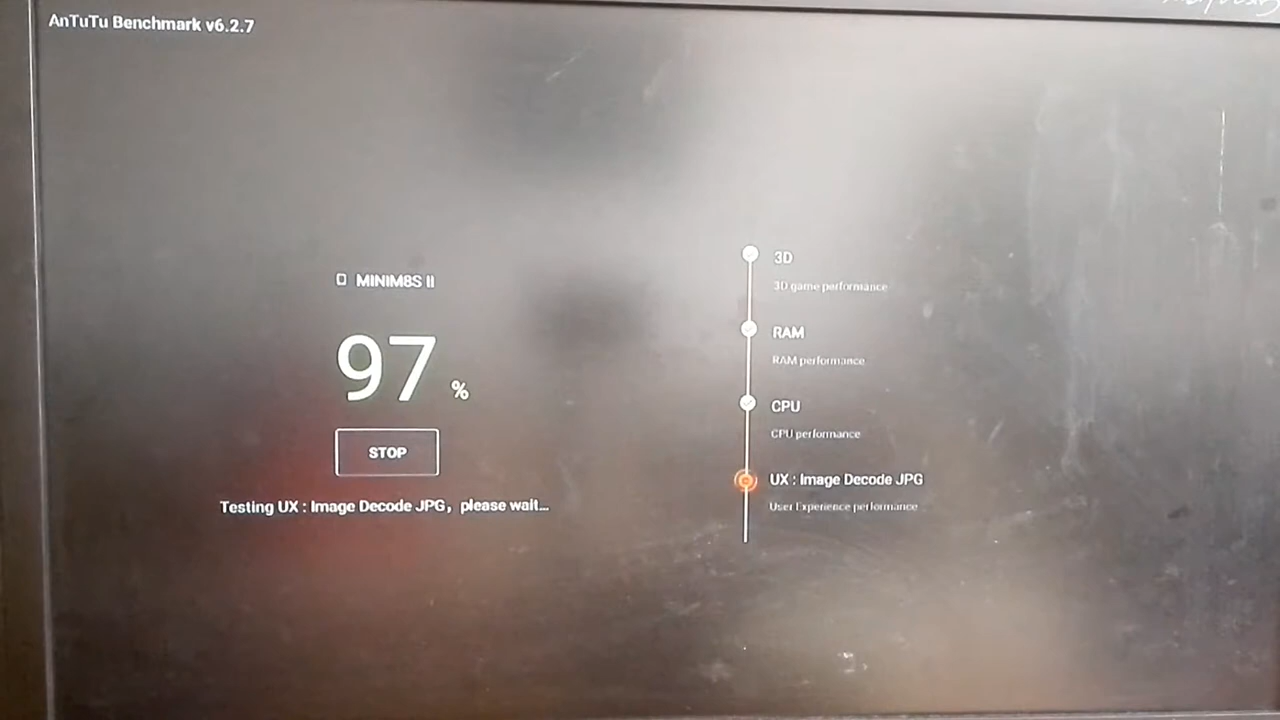 AnTuTu Benchmark v6.2.7
MINIM8S II
97 %
STOP
Testing UX : Image Decode JPG, please wait...
3D
3D game performance
RAM
RAM performance
CPU
CPU performance
UX : Image Decode JPG
User Experience performance